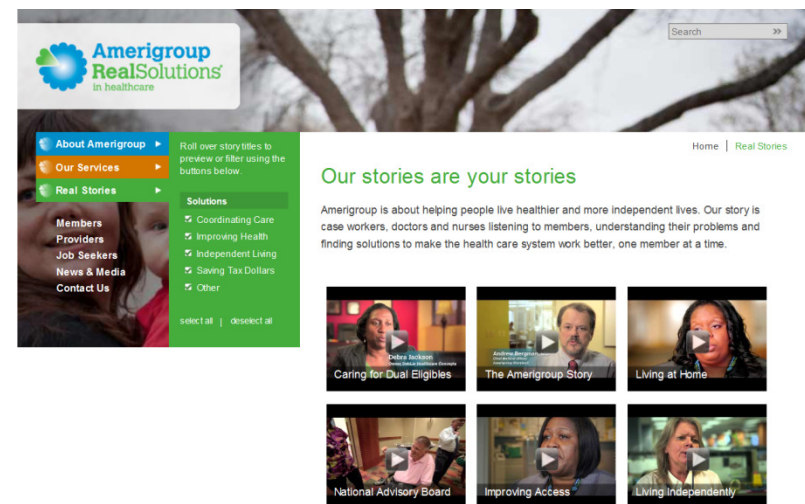 Amerigroup
RealSolutions®
in healthcare
Search »
About Amerigroup
Our Services
Real Stories
Members
Providers
Job Seekers
News & Media
Contact Us
Roll over story titles to
preview or filter using the
buttons below.
Solutions
Coordinating Care
Improving Health
Independent Living
Saving Tax Dollars
Other
select all | deselect all
Home | Real Stories
Our stories are your stories
Amerigroup is about helping people live healthier and more independent lives. Our story is
case workers, doctors and nurses listening to members, understanding their problems and
finding solutions to make the health care system work better, one member at a time.
Debra Jackson
Caring for Dual Eligibles
Andrew Bergman
The Amerigroup Story
Living at Home
National Advisory Board
Improving Access
Living Independently